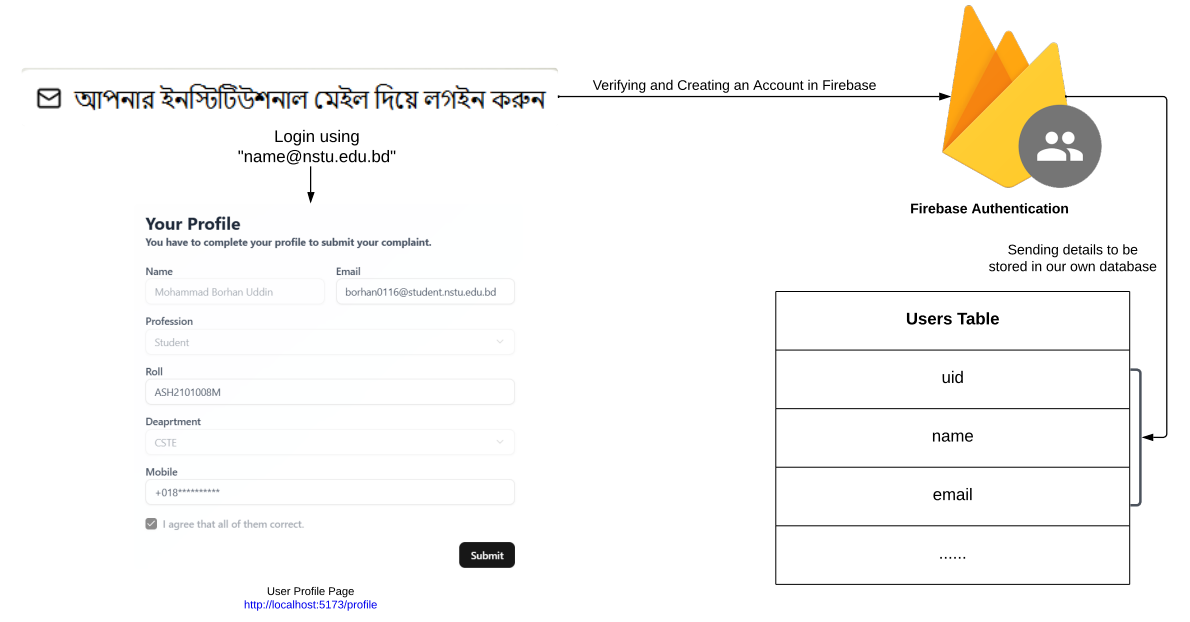 আপনার ইনস্টিটিউশনাল মেইল দিয়ে লগইন করুন
Verifying and Creating an Account in Firebase
Login using
"name@nstu.edu.bd"
Firebase Authentication
Sending details to be
stored in our own database
Your Profile
You have to complete your profile to submit your complaint.
Name
Email
Mohammad Borhan Uddin
borhan0116@student.nstu.edu.bd
Profession
Student
Roll
ASH2101008M
Deaprtment
CSTE
Mobile
+018**********
I agree that all of them correct.
Submit
User Profile Page
http://localhost:5173/profile
Users Table
uid
name
email
......